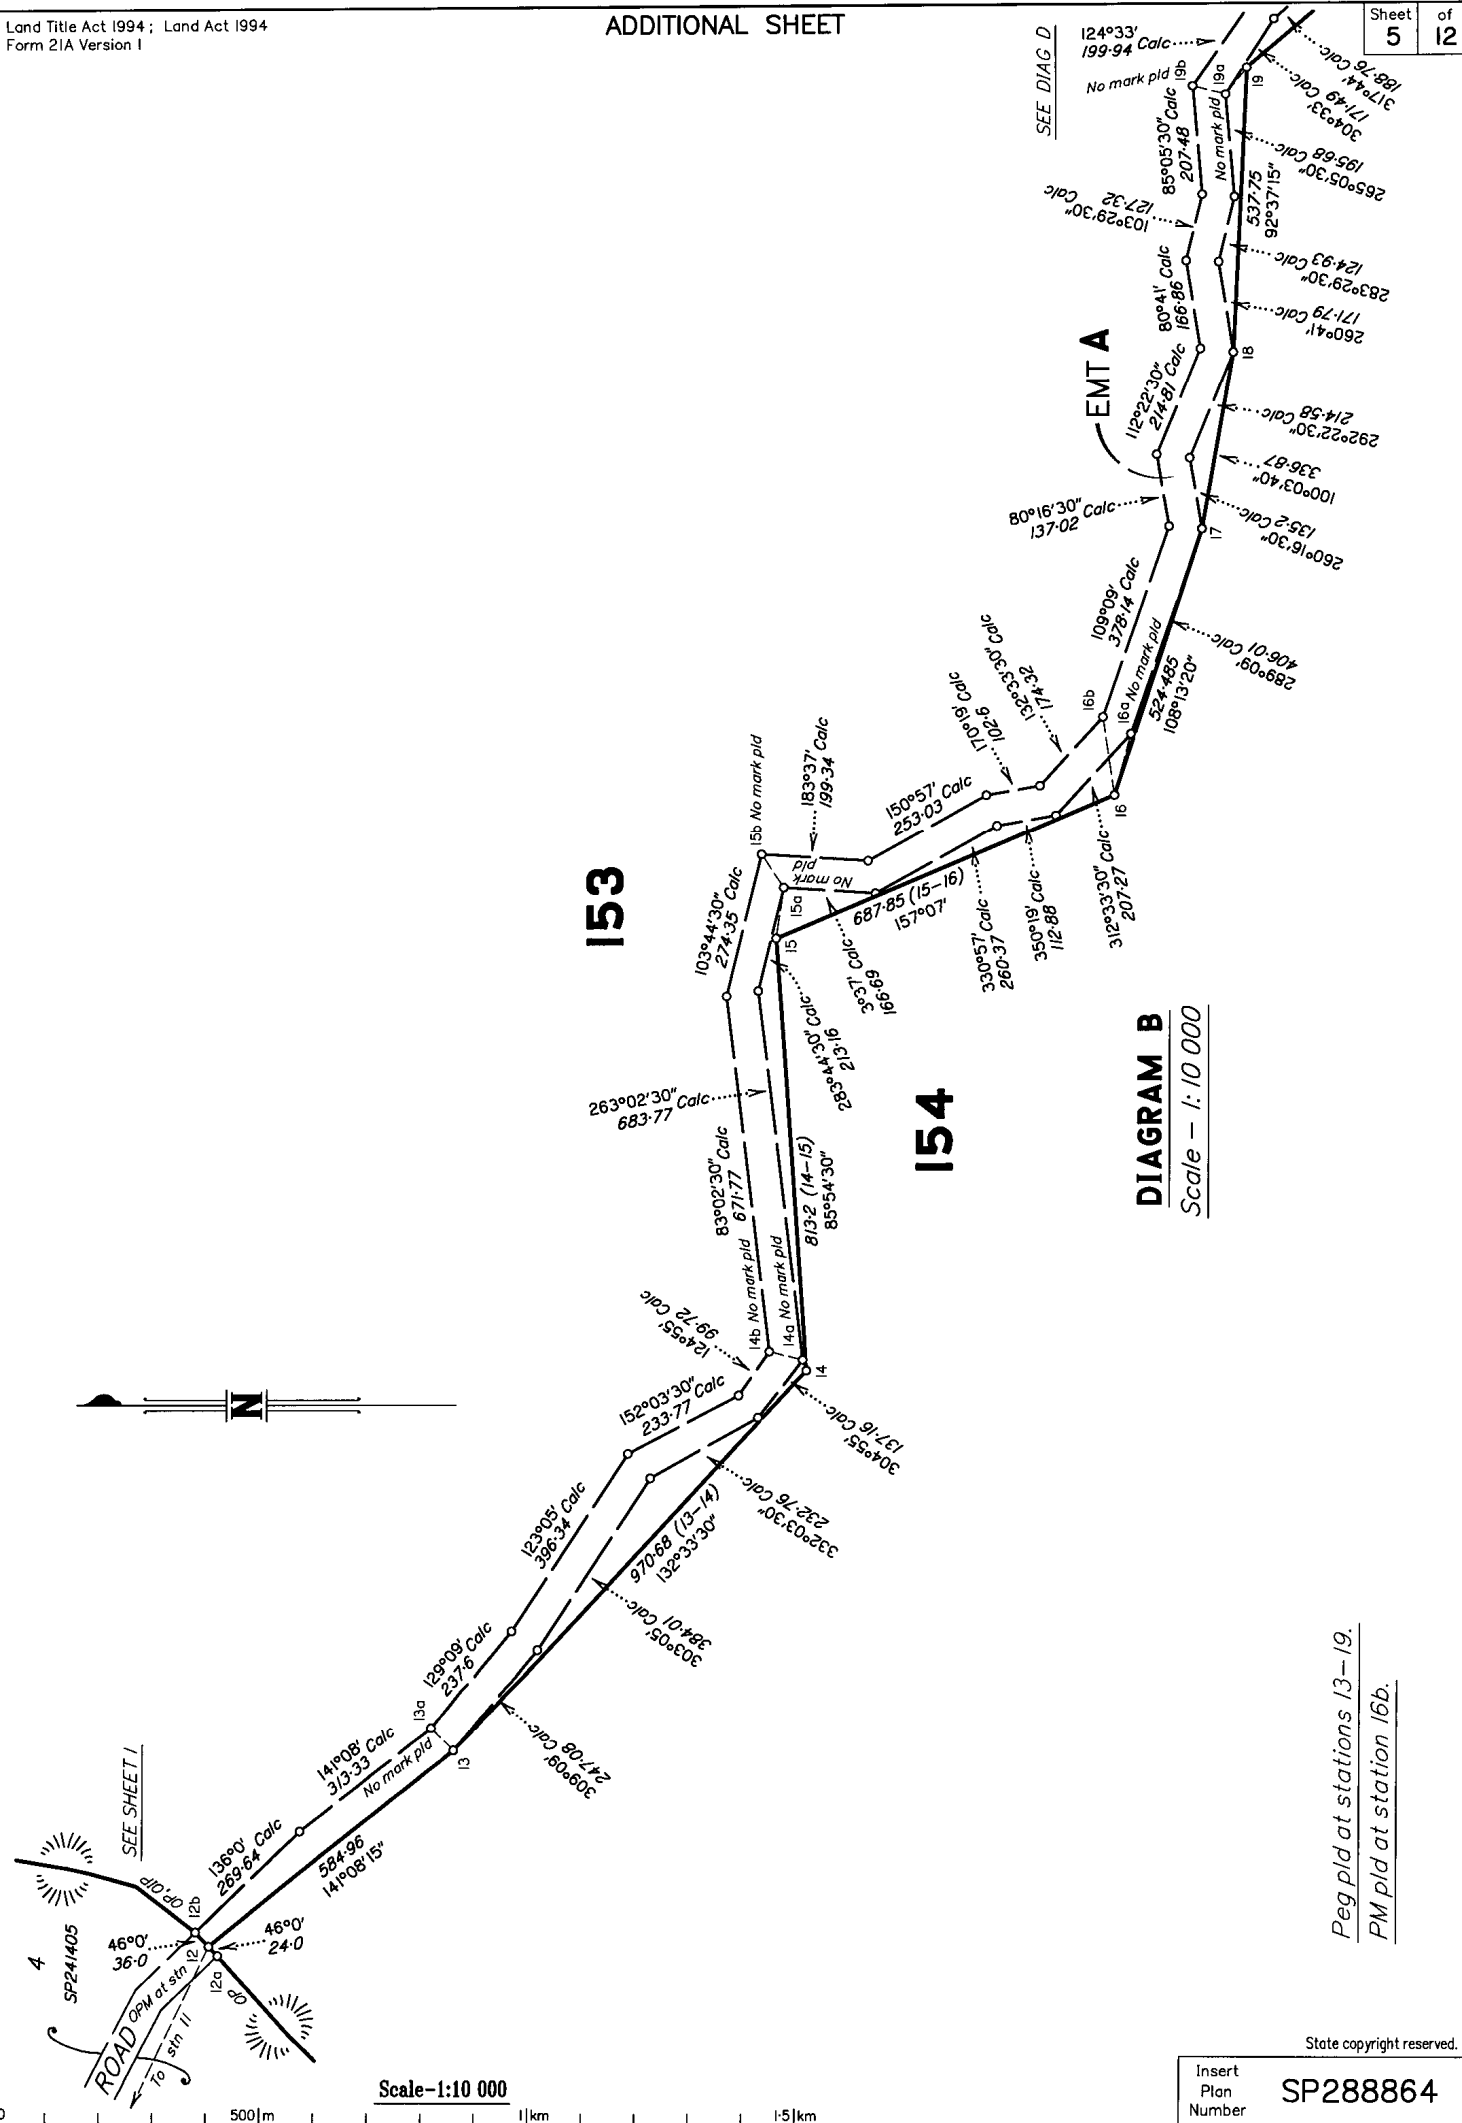 Land Title Act 1994 ; Land Act 1994
Form 21A Version 1
ADDITIONAL SHEET
Sheet
5
of
12
SEE DIAG D
124°33'
199·94 Calc
No mark pld
19b
19a
19
No mark pld
188·76 Calc
317°44'
171·49 Calc
304°33'
85°05'30"
207·48 Calc
195·68 Calc
265°05'30"
537·75
92°37'15"
103°29'30"
127·32 Calc
124·93 Calc
283°29'30"
80°41'
166·86 Calc
171·79 Calc
260°41'
18
EMT A
112°22'30"
214·81 Calc
214·58 Calc
292°22'30"
336·87
100°03'40"
80°16'30"
137·02 Calc
135·2 Calc
260°16'30"
17
109°09'
378·14 Calc
406·01 Calc
289°09'
524·485
108°13'20"
16a No mark pld
16b
16
132°33'30" Calc
174·32
170°19' Calc
102·6
150°57' Calc
253·03
183°37' Calc
199·34
15b No mark pld
No mark pld
15a
15
312°33'30" Calc
207·27
350°19' Calc
112·88
330°57' Calc
260·37
687·85 (15-16)
157°07'
3°37' Calc
166·69
153
103°44'30"
274·35 Calc
283°44'30" Calc
213·16
263°02'30"
683·77 Calc
83°02'30"
671·77 Calc
813·2 (14-15)
85°54'30"
154
DIAGRAM B
Scale - 1: 10 000
14b No mark pld
14a No mark pld
14
124°55'
99·72 Calc
137·16 Calc
304°55'
N
152°03'30"
233·77 Calc
232·76 Calc
332°03'30"
970·68 (13-14)
132°33'30"
123°05'
396·34 Calc
384·01 Calc
303°05'
129°09'
237·6 Calc
247·08 Calc
309°09'
13a
No mark pld
13
141°08'
313·33 Calc
SEE SHEET 1
136°0'
269·64 Calc
584·96
141°08'15"
OP,OIP
12b
12
12a
46°0'
36·0
46°0'
24·0
4
SP241405
OPM at stn
OP
ROAD
To stn 11
Peg pld at stations 13-19.
PM pld at station 16b.
State copyright reserved.
Scale-1:10 000
0
500m
1km
1·5km
Insert
Plan
Number
SP288864